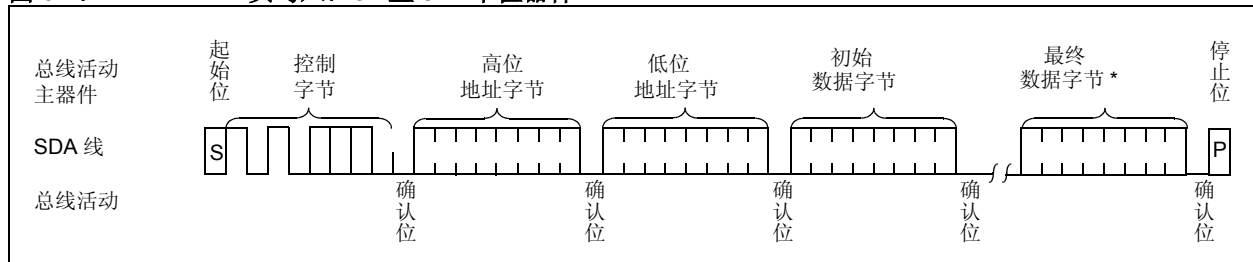 总线活动
主器件
起始位
控制
字节
高位
地址字节
低位
地址字节
初始
数据字节
最终
数据字节 *
停止位
SDA 线
S
P
总线活动
确认位
确认位
确认位
确认位
确认位